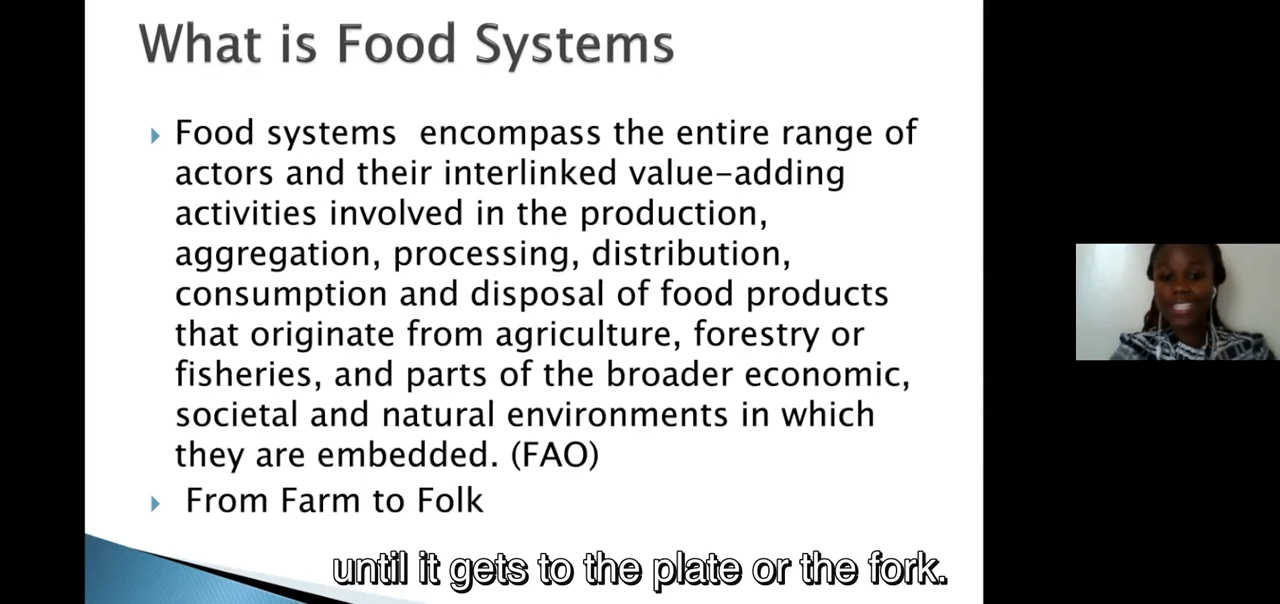 What is Food Systems
Food systems encompass the entire range of
actors and their interlinked value-adding
activities involved in the production,
aggregation, processing, distribution,
consumption and disposal of food products
that originate from agriculture, forestry or
fisheries, and parts of the broader economic,
societal and natural environments in which
they are embedded. (FAO)
From Farm to Folk
until it gets to the plate or the fork.